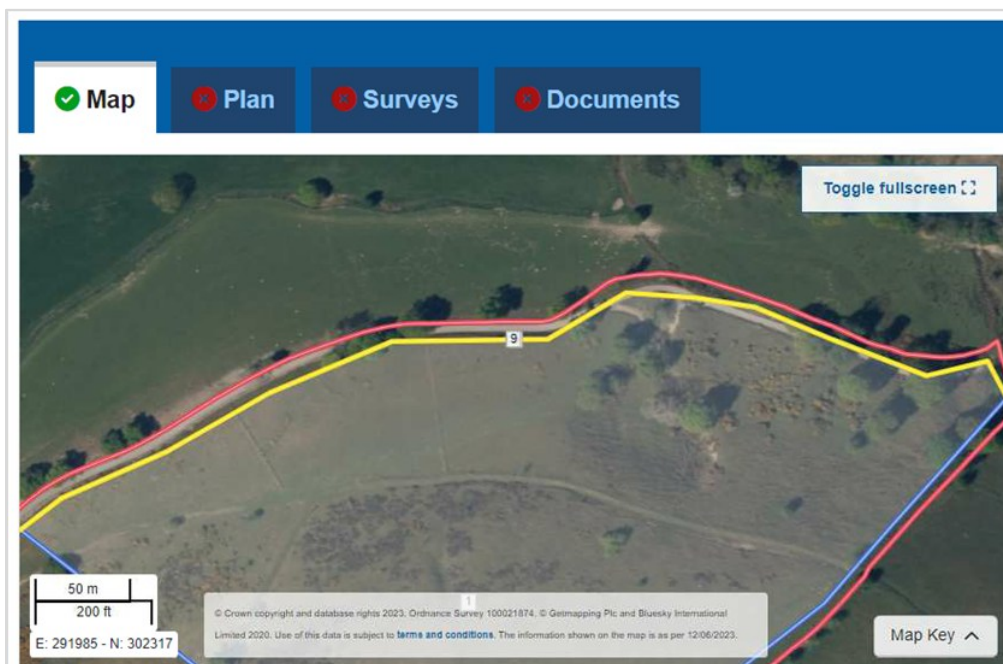 Map
Plan
Surveys
Documents
Toggle fullscreen
9
50 m
200 ft
1
© Crown copyright and database rights 2023. Ordnance Survey 100021874. © Getmapping Plc and Bluesky International
Limited 2020. Use of this data is subject to terms and conditions. The information shown on the map is as per 12/06/2023.
E: 291985 - N: 302317
Map Key